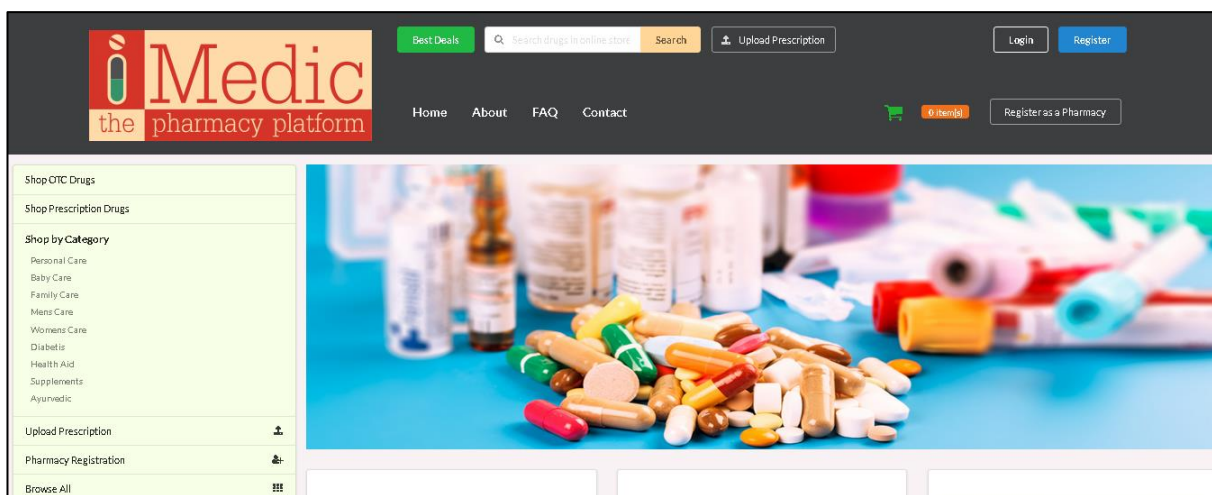 iMedic
the pharmacy platform
Best Deals
Search drugs in online store
Search
Upload Prescription
Login
Register
Home
About
FAQ
Contact
0 item(s)
Register as a Pharmacy
Shop OTC Drugs
Shop Prescription Drugs
Shop by Category
Personal Care
Baby Care
Family Care
Mens Care
Womens Care
Diabetis
Health Aid
Supplements
Ayurvedic
Upload Prescription
Pharmacy Registration
Browse All